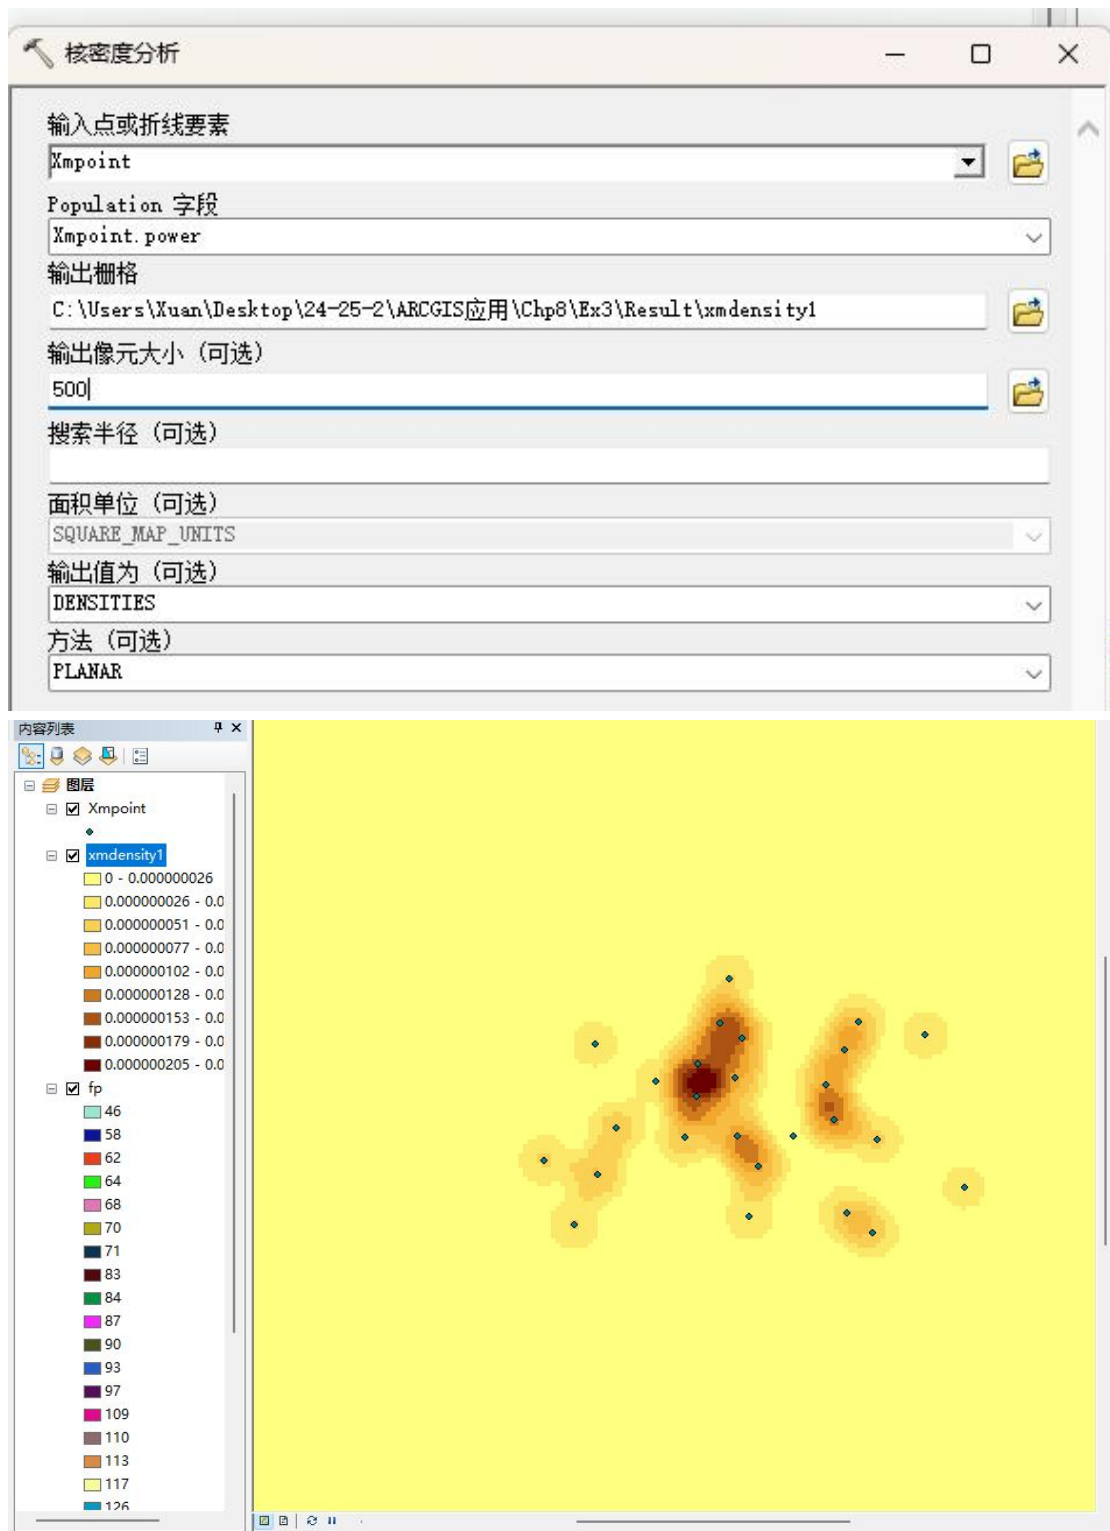 核密度分析
输入点或折线要素
Xmpoint
Population 字段
Xmpoint.power
输出栅格
C:\Users\Xuan\Desktop\24-25-2\ARCGIS应用\Chp8\Ex3\Result\xmdensity1
输出像元大小（可选）
500
搜索半径（可选）
面积单位（可选）
SQUARE_MAP_UNITS
输出值为（可选）
DENSITIES
方法（可选）
PLANAR
内容列表
图层
Xmpoint
xmdensity1
0 - 0.000000026
0.000000026 - 0.0
0.000000051 - 0.0
0.000000077 - 0.0
0.000000102 - 0.0
0.000000128 - 0.0
0.000000153 - 0.0
0.000000179 - 0.0
0.000000205 - 0.0
fp
46
58
62
64
68
70
71
83
84
87
90
93
97
109
110
113
117
126